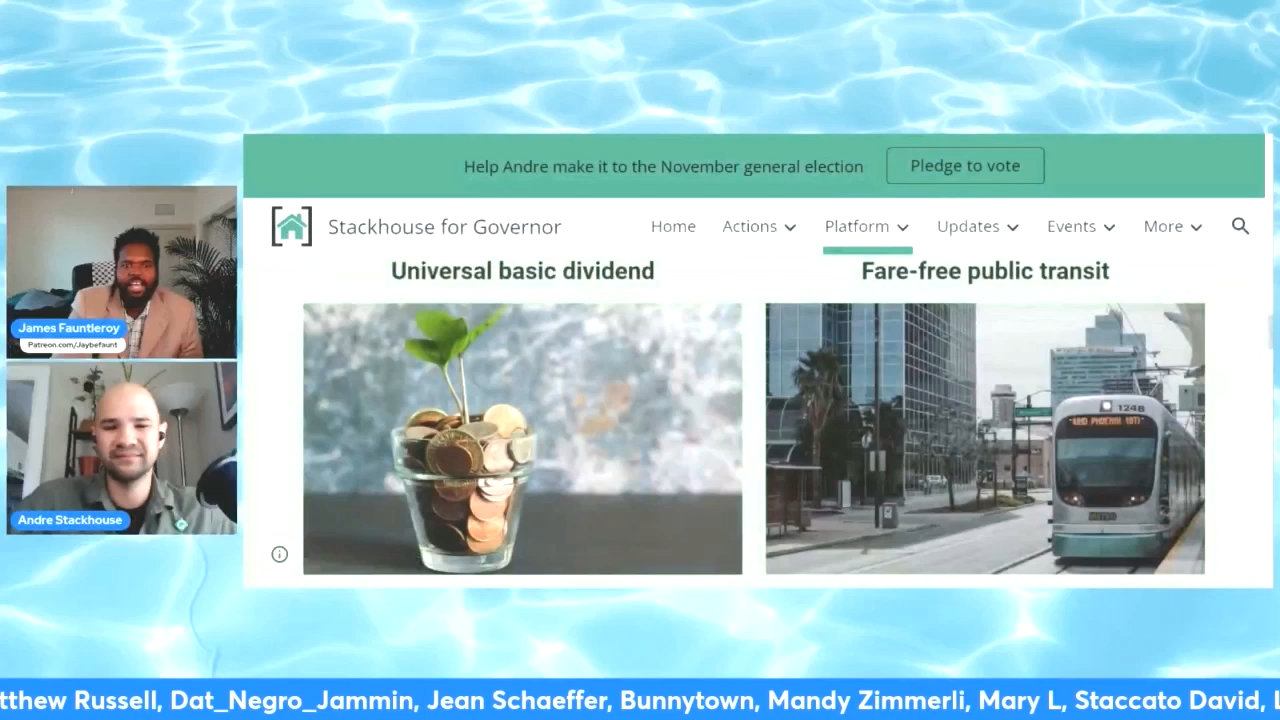 Help Andre make it to the November general election
Pledge to vote
Stackhouse for Governor
Home
Actions
Platform
Updates
Events
More
Universal basic dividend
Fare-free public transit
1246
James Fauntleroy
Patreon.com/Jaybefaunt
Andre Stackhouse
tthew Russell, Dat_Negro_Jammin, Jean Schaeffer, Bunnytown, Mandy Zimmerli, Mary L, Staccato David, L